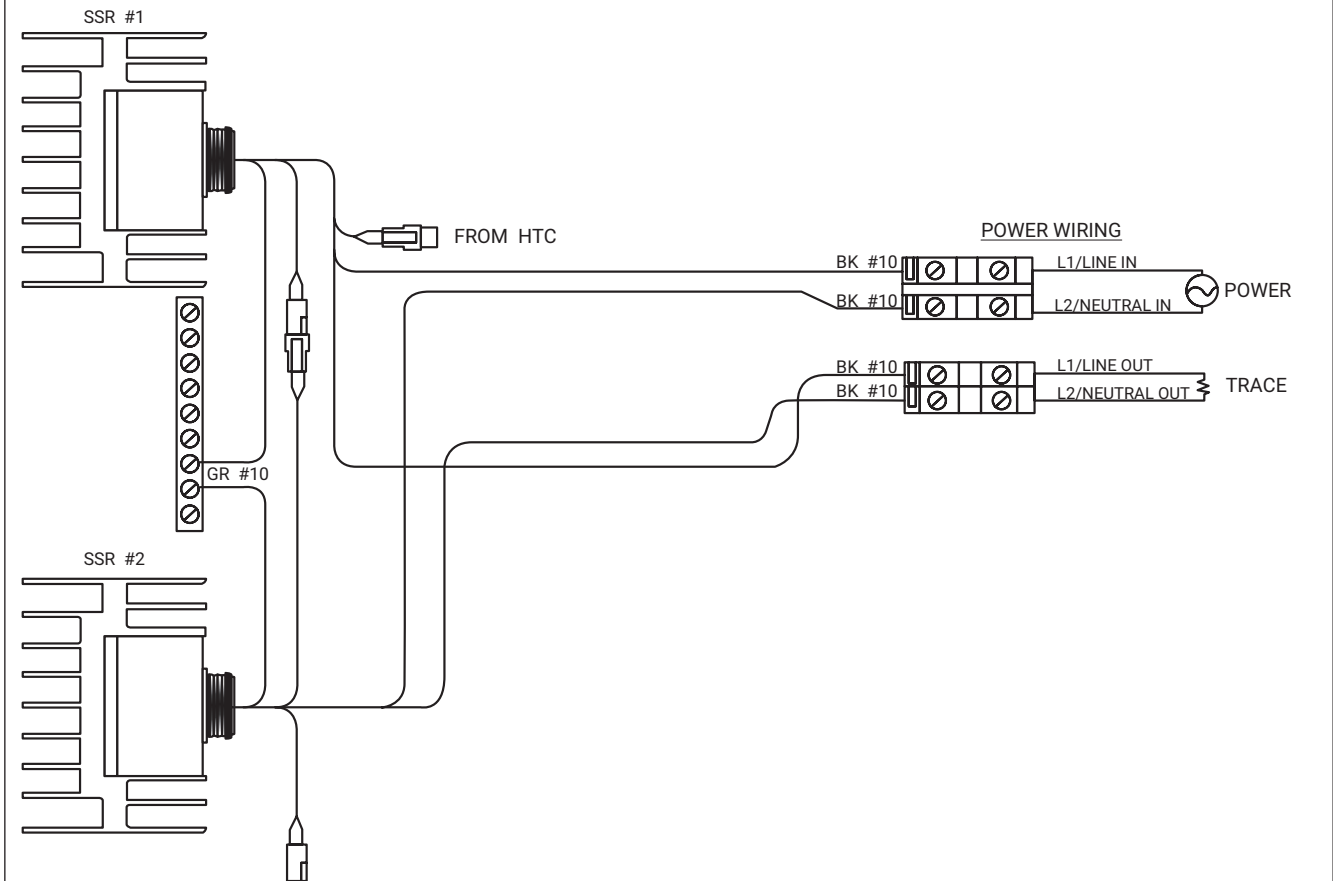 SSR #1
FROM HTC
POWER WIRING
BK #10
L1/LINE IN
BK #10
L2/NEUTRAL IN
POWER
BK #10
L1/LINE OUT
BK #10
L2/NEUTRAL OUT
TRACE
GR #10
SSR #2